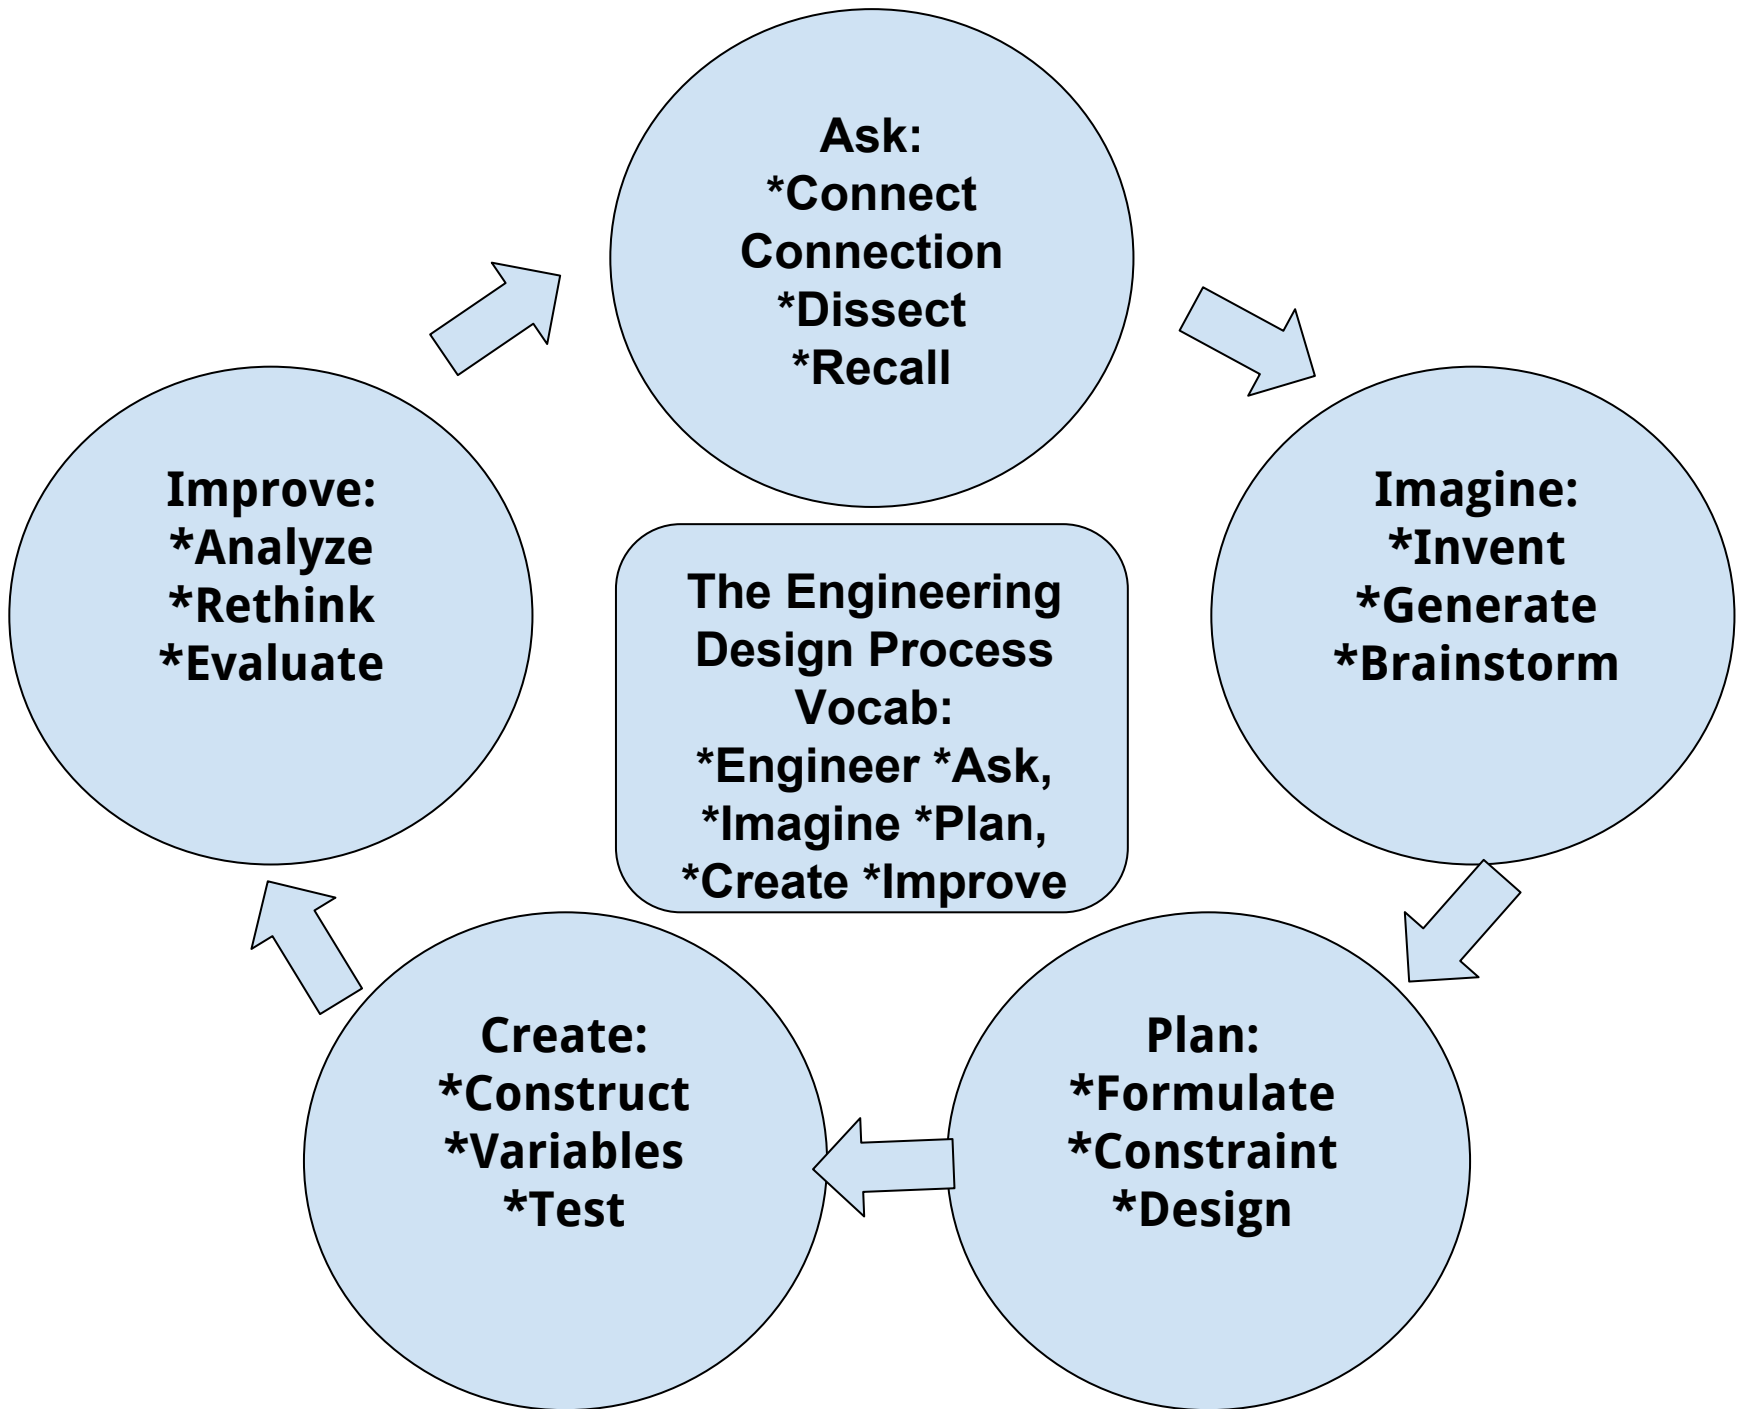 Ask:
*Connect
Connection
*Dissect
*Recall
Imagine:
*Invent
*Generate
*Brainstorm
Plan:
*Formulate
*Constraint
*Design
Create:
*Construct
*Variables
*Test
Improve:
*Analyze
*Rethink
*Evaluate
The Engineering
Design Process
Vocab:
*Engineer *Ask,
*Imagine *Plan,
*Create *Improve